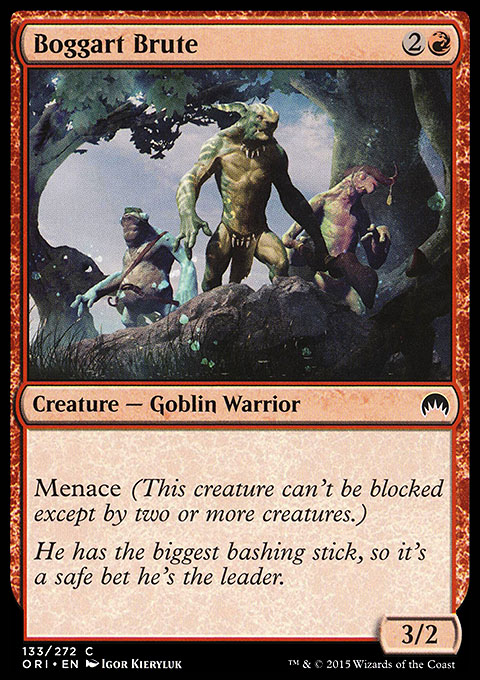 Boggart Brute 2
Creature — Goblin Warrior
Menace (This creature can't be blocked
except by two or more creatures.)
He has the biggest bashing stick, so it's
a safe bet he's the leader.
3/2
133/272 C
ORI • EN Igor Kieryluk
™ & © 2015 Wizards of the Coast